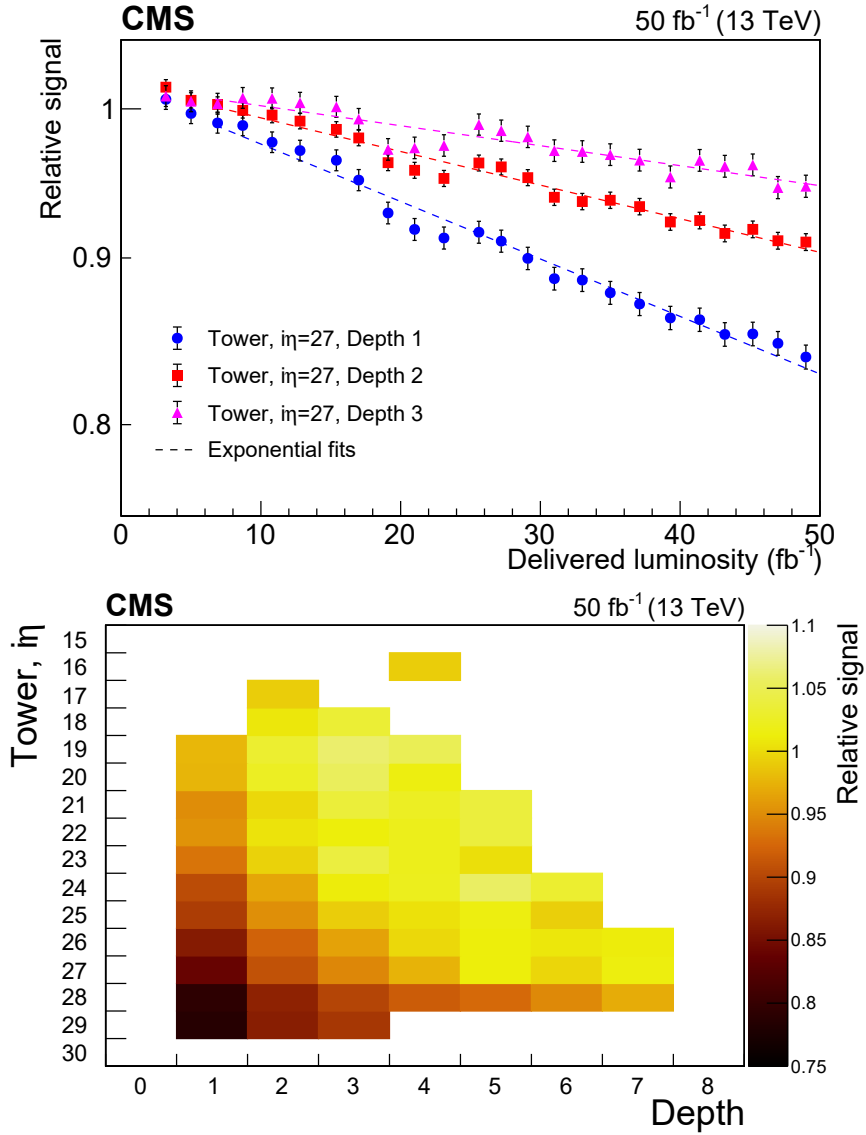 CMS 50 fb⁻¹ (13 TeV)
Relative signal
1
0.9
0.8
Tower, iη=27, Depth 1
Tower, iη=27, Depth 2
Tower, iη=27, Depth 3
Exponential fits
0 10 20 30 40 50
Delivered luminosity (fb⁻¹)
CMS 50 fb⁻¹ (13 TeV)
Tower, iη
15
16
17
18
19
20
21
22
23
24
25
26
27
28
29
30
0 1 2 3 4 5 6 7 8
Depth
1.1
1.05
1
0.95
0.9
0.85
0.8
0.75
Relative signal